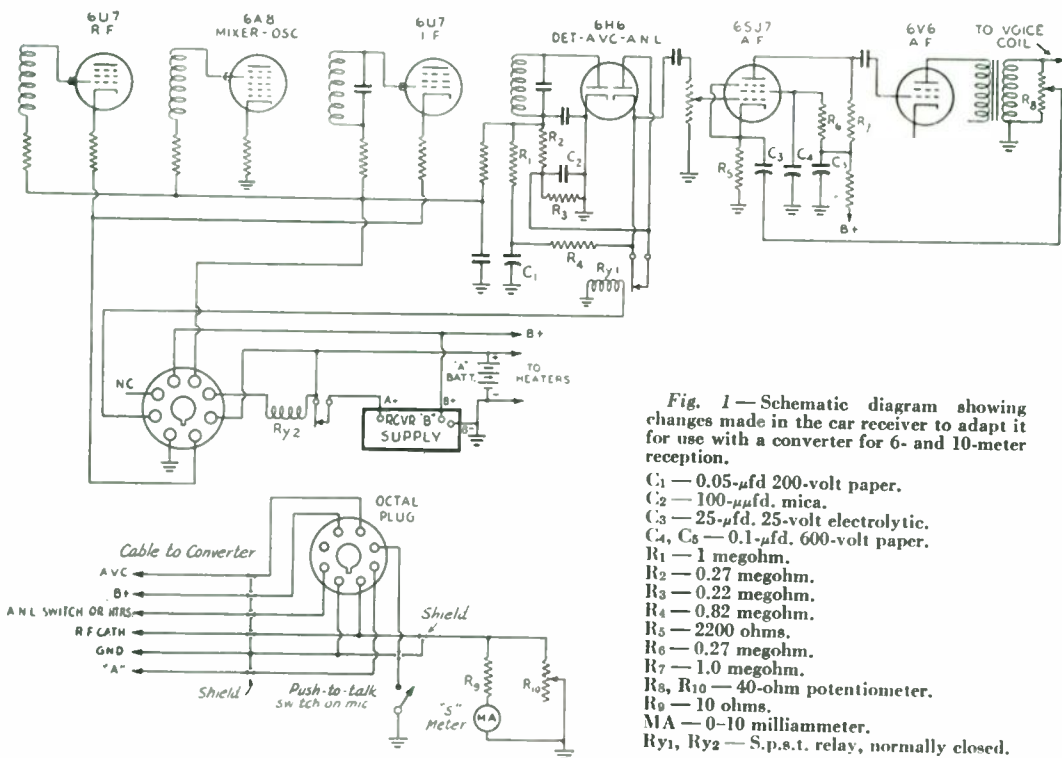 6U7
RF
6A8
MIXER-OSC
6U7
IF
6H6
DET-AVC-ANL
6SJ7
AF
6V6
AF
TO VOICE
COIL
R8
R2
R1
C2
R3
R4
C1
Ry1
R5
C3
C4
R6
C5
R7
B+
B+
"A"
BATT.
+
-
TO
HEATERS
NC
Ry2
A+
B+
RCVR "B"
SUPPLY
B-
OCTAL
PLUG
Cable to Converter
AVC
B+
ANL SWITCH OR HTRS.
RF CATH
GND
"A"
Shield
Shield
Push-to-talk
switch on mic
R9
R10
"S"
Meter
MA
Fig. 1 — Schematic diagram showing
changes made in the car receiver to adapt it
for use with a converter for 6- and 10-meter
reception.
C1 — 0.05-μfd 200-volt paper.
C2 — 100-μμfd. mica.
C3 — 25-μfd. 25-volt electrolytic.
C4, C5 — 0.1-μfd. 600-volt paper.
R1 — 1 megohm.
R2 — 0.27 megohm.
R3 — 0.22 megohm.
R4 — 0.82 megohm.
R5 — 2200 ohms.
R6 — 0.27 megohm.
R7 — 1.0 megohm.
R8, R10 — 40-ohm potentiometer.
R9 — 10 ohms.
MA — 0-10 milliammeter.
Ry1, Ry2 — S.p.s.t. relay, normally closed.